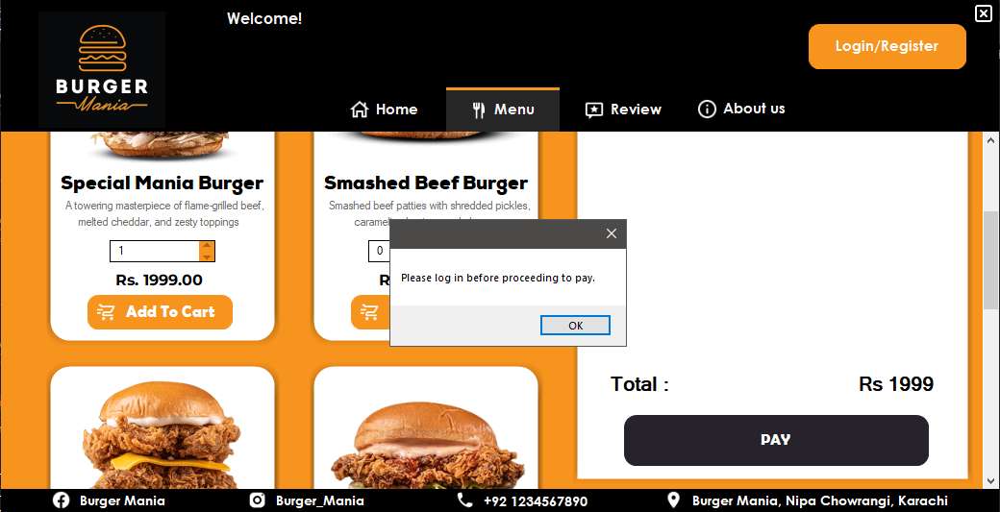 Welcome!
BURGER
Mania
Login/Register
Home
Menu
Review
About us
Special Mania Burger
A towering masterpiece of flame-grilled beef,
melted cheddar, and zesty toppings
1
Rs. 1999.00
Add To Cart
Smashed Beef Burger
Smashed beef patties with shredded pickles,
0
Please log in before proceeding to pay.
OK
Total :
Rs 1999
PAY
Burger Mania
Burger_Mania
+92 1234567890
Burger Mania, Nipa Chowrangi, Karachi